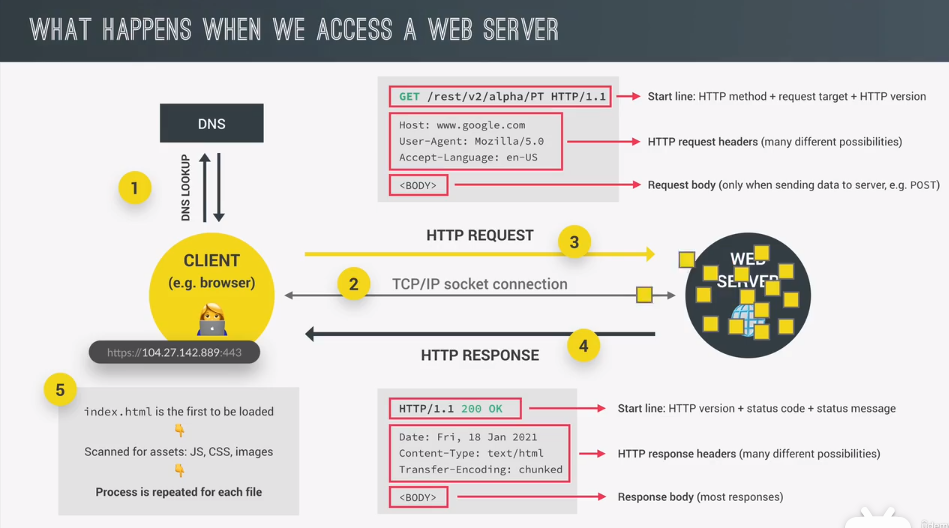 WHAT HAPPENS WHEN WE ACCESS A WEB SERVER
DNS
DNS LOOKUP
1
CLIENT
(e.g. browser)
https://104.27.142.889:443
GET /rest/v2/alpha/PT HTTP/1.1
Start line: HTTP method + request target + HTTP version
Host: www.google.com
User-Agent: Mozilla/5.0
Accept-Language: en-US
HTTP request headers (many different possibilities)
<BODY>
Request body (only when sending data to server, e.g. POST)
HTTP REQUEST
3
2
TCP/IP socket connection
WEB
SERVER
4
HTTP RESPONSE
5
index.html is the first to be loaded
Scanned for assets: JS, CSS, images
Process is repeated for each file
HTTP/1.1 200 OK
Start line: HTTP version + status code + status message
Date: Fri, 18 Jan 2021
Content-Type: text/html
Transfer-Encoding: chunked
HTTP response headers (many different possibilities)
<BODY>
Response body (most responses)